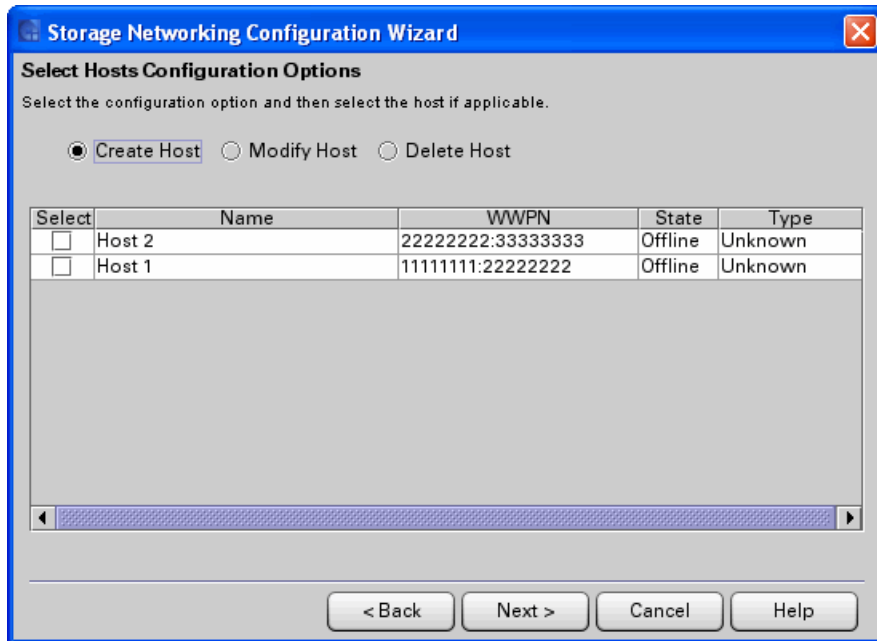 Storage Networking Configuration Wizard
Select Hosts Configuration Options
Select the configuration option and then select the host if applicable.
Create Host Modify Host Delete Host
Select Name WWPN State Type
Host 2 22222222:33333333 Offline Unknown
Host 1 11111111:22222222 Offline Unknown
< Back Next > Cancel Help